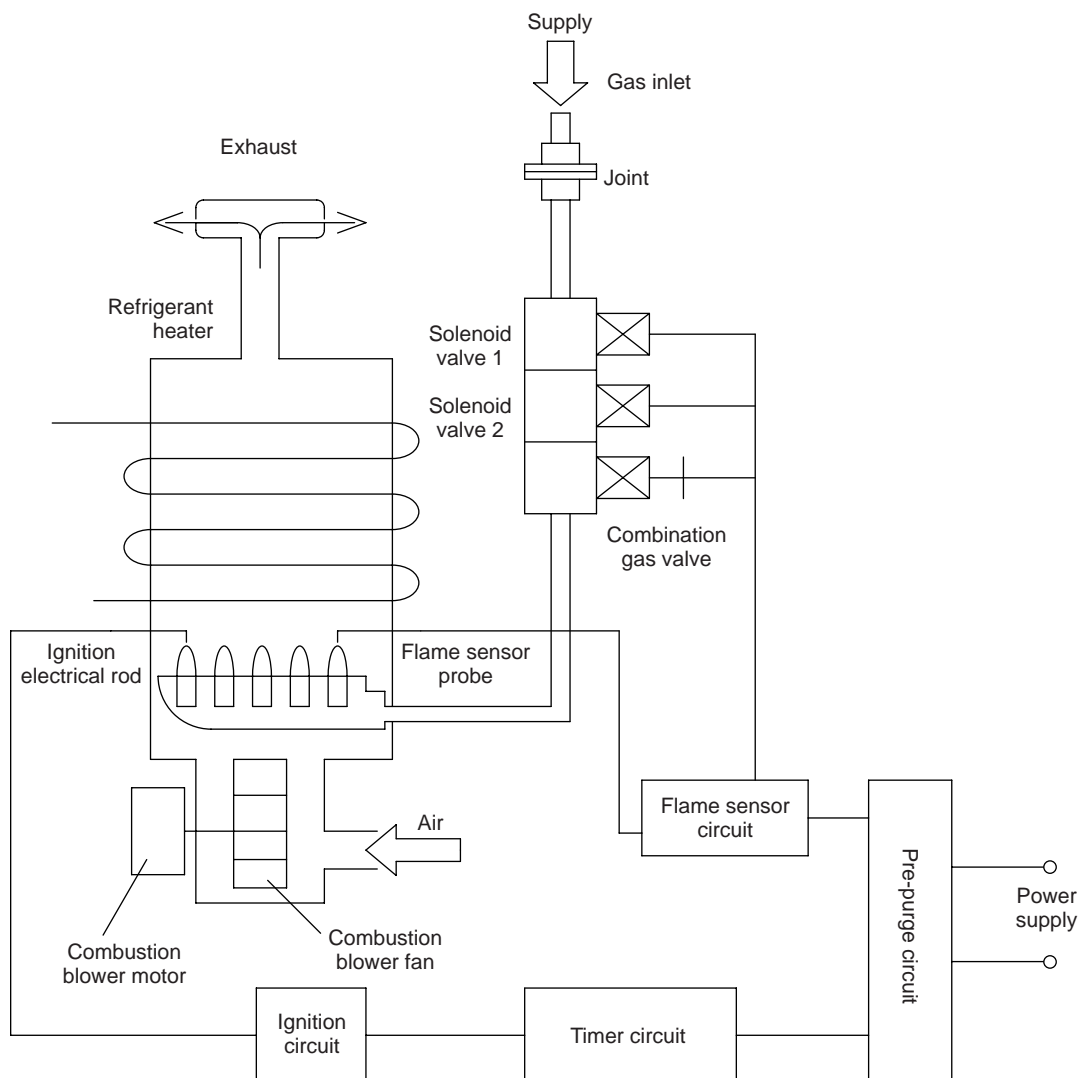 Supply
Gas inlet
Exhaust
Joint
Refrigerant
heater
Solenoid
valve 1
Solenoid
valve 2
Combination
gas valve
Ignition
electrical rod
Flame sensor
probe
Air
Flame sensor
circuit
Pre-purge circuit
Power
supply
Combustion
blower motor
Combustion
blower fan
Ignition
circuit
Timer circuit